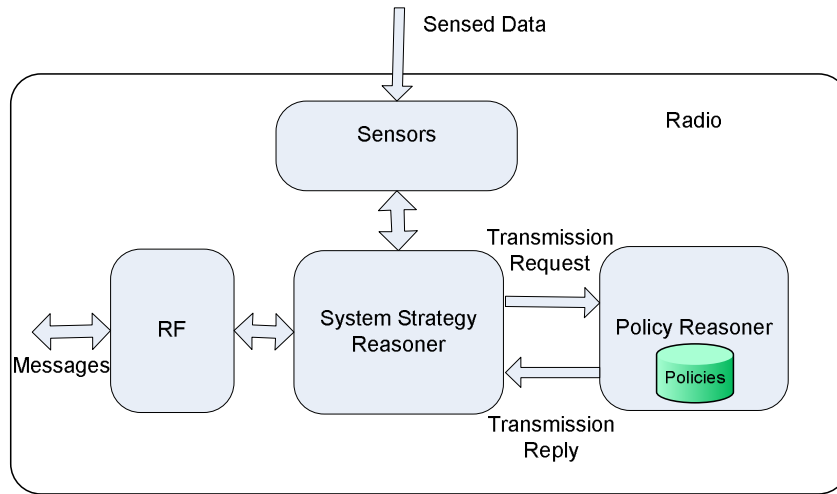 Sensed Data
Sensors
Radio
Transmission
Request
RF
System Strategy
Reasoner
Policy Reasoner
Policies
Messages
Transmission
Reply